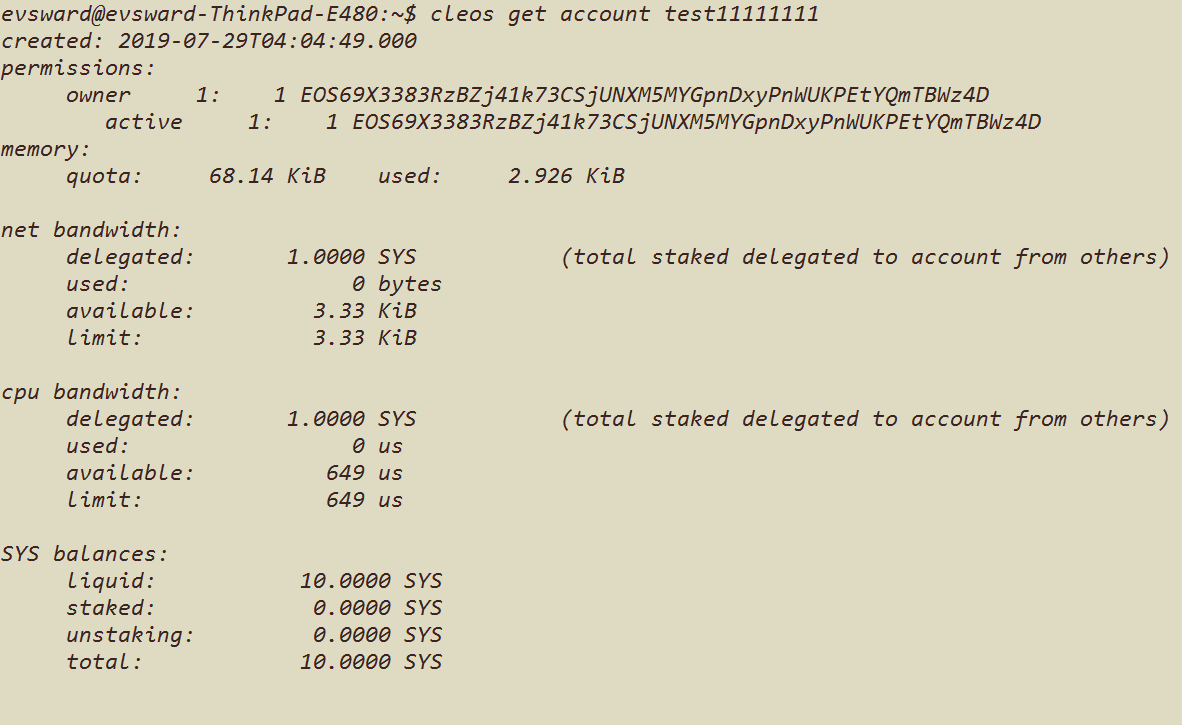 evsward@evsward-ThinkPad-E480:~$ cleos get account test11111111
created: 2019-07-29T04:04:49.000
permissions:
     owner     1:    1 EOS69X3383RzBZj41k73CSjUNXM5MYGpnDxyPnWUKPEtYQmTBWz4D
        active     1:    1 EOS69X3383RzBZj41k73CSjUNXM5MYGpnDxyPnWUKPEtYQmTBWz4D
memory:
     quota:     68.14 KiB    used:     2.926 KiB

net bandwidth:
     delegated:       1.0000 SYS           (total staked delegated to account from others)
     used:                 0 bytes
     available:         3.33 KiB
     limit:             3.33 KiB

cpu bandwidth:
     delegated:       1.0000 SYS           (total staked delegated to account from others)
     used:                 0 us
     available:          649 us
     limit:              649 us

SYS balances:
     liquid:           10.0000 SYS
     staked:            0.0000 SYS
     unstaking:         0.0000 SYS
     total:            10.0000 SYS